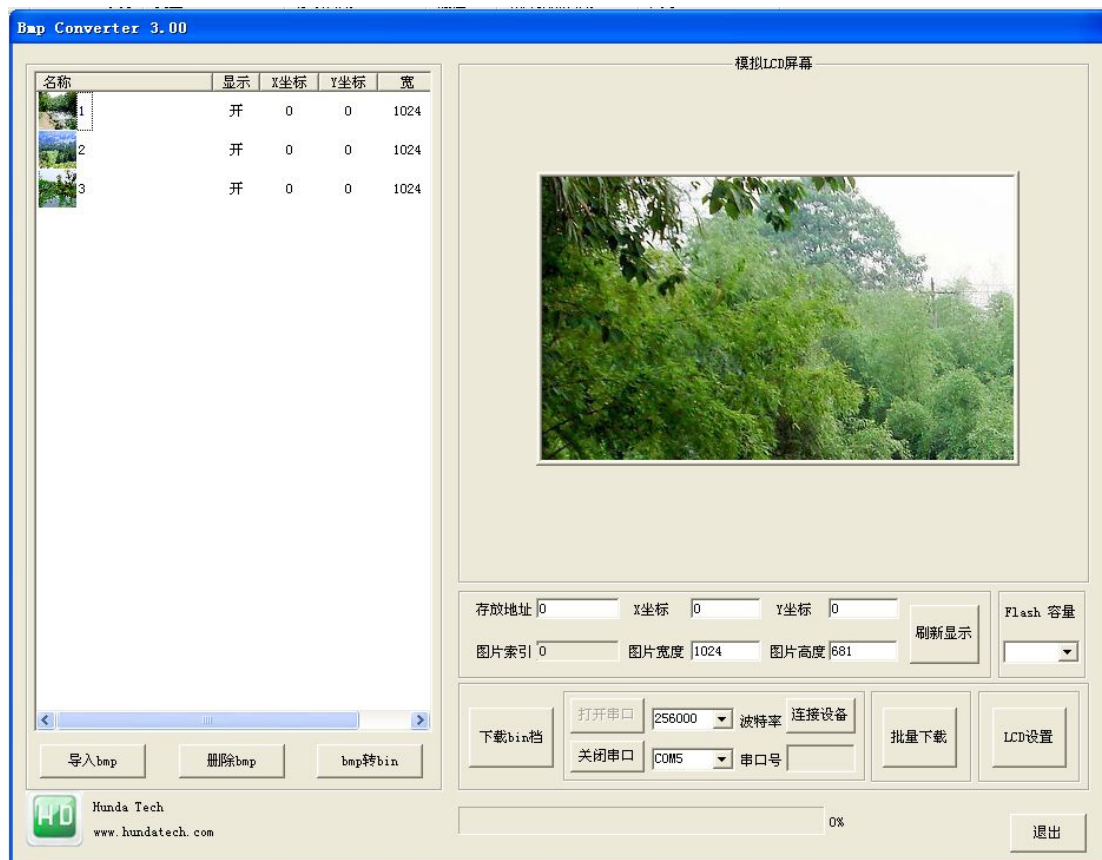 Bmp Converter 3.00
名称 显示 X坐标 Y坐标 宽
1 开 0 0 1024
2 开 0 0 1024
3 开 0 0 1024
导入bmp 删除bmp bmp转bin
Hunda Tech
www.hundatech.com
模拟LCD屏幕
存放地址 0 X坐标 0 Y坐标 0
图片索引 0 图片宽度 1024 图片高度 681
刷新显示
Flash 容量
下载bin档
打开串口 256000 波特率 连接设备
关闭串口 COM5 串口号
批量下载
LCD设置
0%
退出